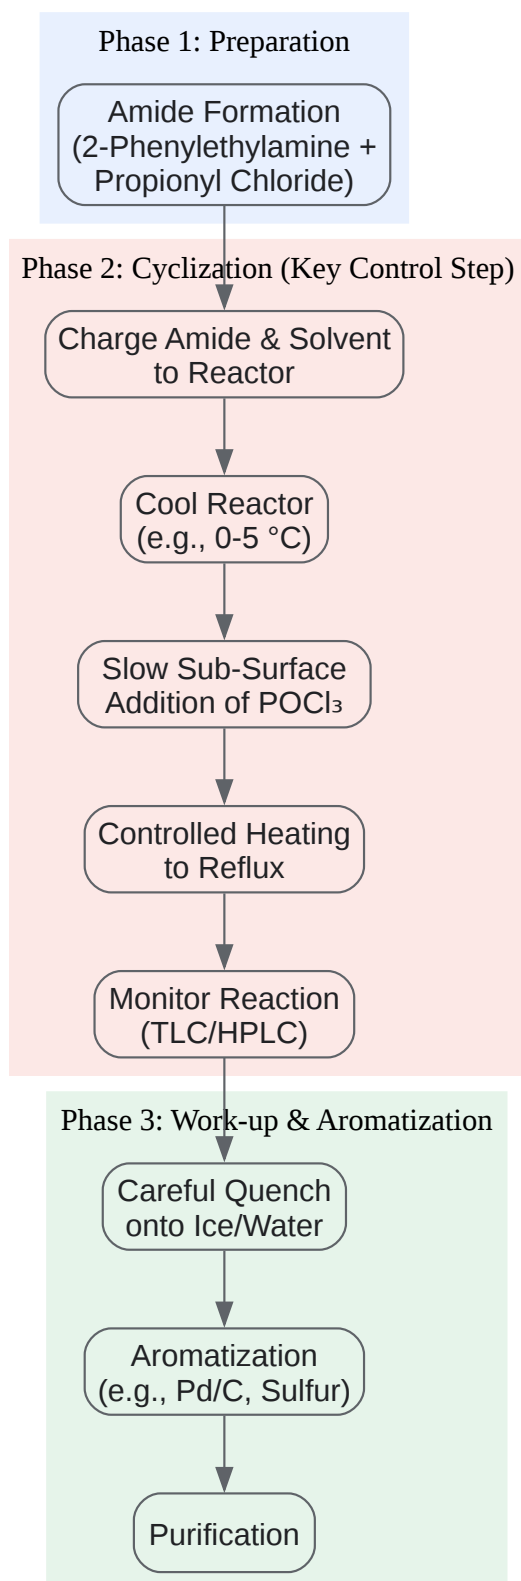 Phase 1: Preparation
Amide Formation
(2-Phenylethylamine +
Propionyl Chloride)
Phase 2: Cyclization (Key Control Step)
Charge Amide & Solvent
to Reactor
Cool Reactor
(e.g., 0-5 °C)
Slow Sub-Surface
Addition of POCl₃
Controlled Heating
to Reflux
Monitor Reaction
(TLC/HPLC)
Phase 3: Work-up & Aromatization
Careful Quench
onto Ice/Water
Aromatization
(e.g., Pd/C, Sulfur)
Purification